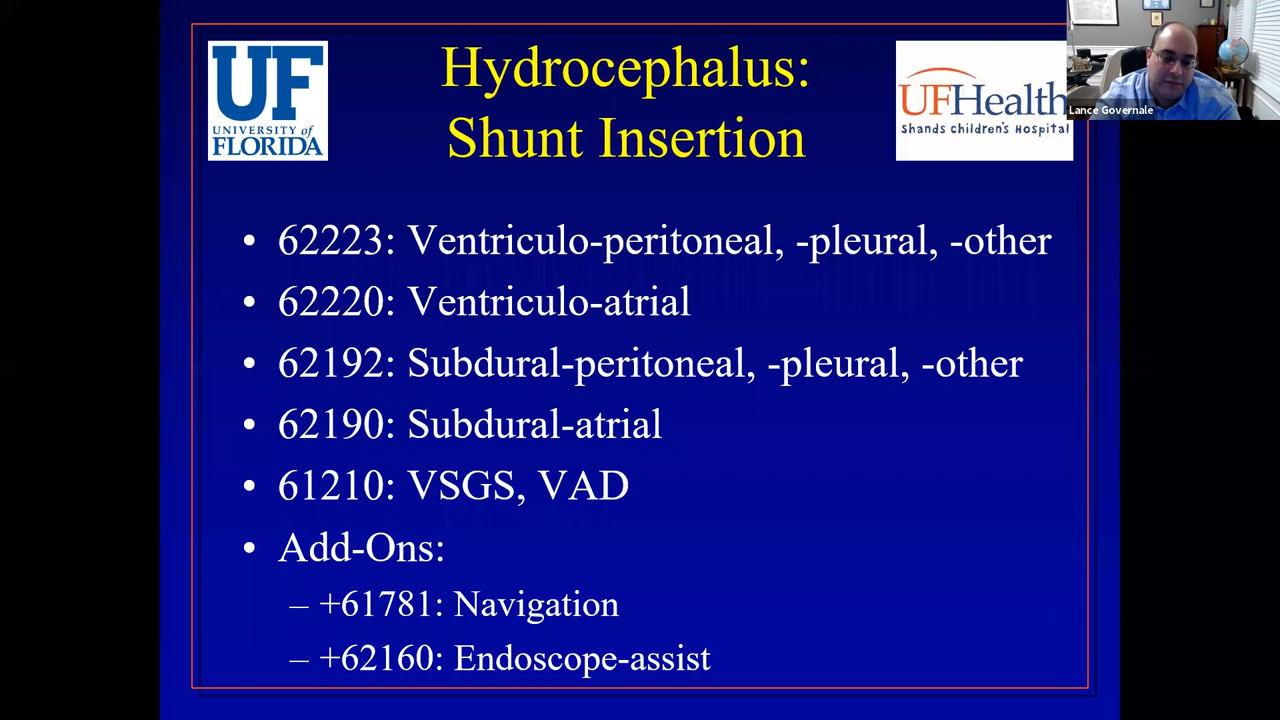 UF
UNIVERSITY of
FLORIDA
Hydrocephalus:
Shunt Insertion
UFHealth
Shands Children's Hospital
Lance Governale
• 62223: Ventriculo-peritoneal, -pleural, -other
• 62220: Ventriculo-atrial
• 62192: Subdural-peritoneal, -pleural, -other
• 62190: Subdural-atrial
• 61210: VSGS, VAD
• Add-Ons:
– +61781: Navigation
– +62160: Endoscope-assist